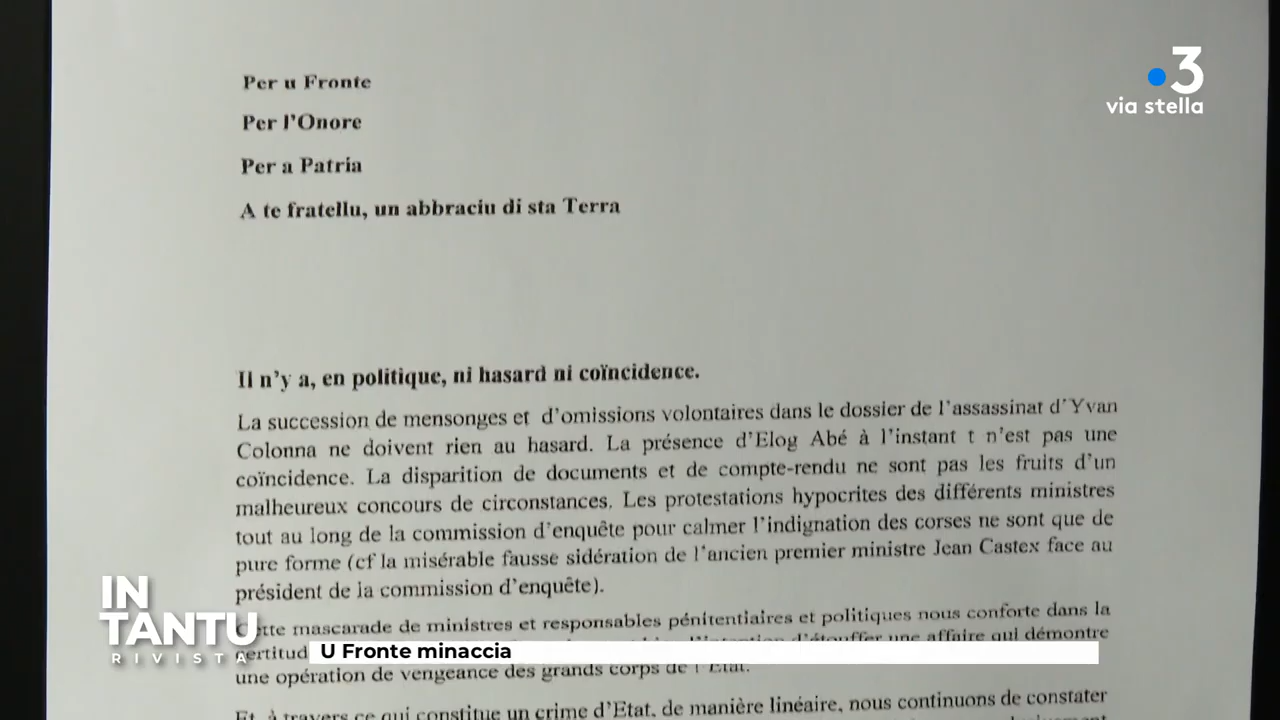 Per u Fronte
Per l'Onore
Per a Patria
A te fratellu, un abbraciu di sta Terra
3
via stella
Il n'y a, en politique, ni hasard ni coïncidence.
La succession de mensonges et d'omissions volontaires dans le dossier de l'assassinat d'Yvan
Colonna ne doivent rien au hasard. La présence d'Elog Abé à l'instant t n'est pas une
coïncidence. La disparition de documents et de compte-rendu ne sont pas les fruits d'un
malheureux concours de circonstances. Les protestations hypocrites des différents ministres
tout au long de la commission d'enquête pour calmer l'indignation des corses ne sont que de
pure forme (cf la misérable fausse sidération de l'ancien premier ministre Jean Castex face au
président de la commission d'enquête).
Cette mascarade de ministres et responsables pénitentiaires et politiques nous conforte dans la
l'intention d'étouffer une affaire qui démontre
une opération de vengeance des grands corps de l'Etat.
Et, à travers ce qui constitue un crime d'Etat, de manière linéaire, nous continuons de constater
IN
TANTU
RIVISTA
U Fronte minaccia